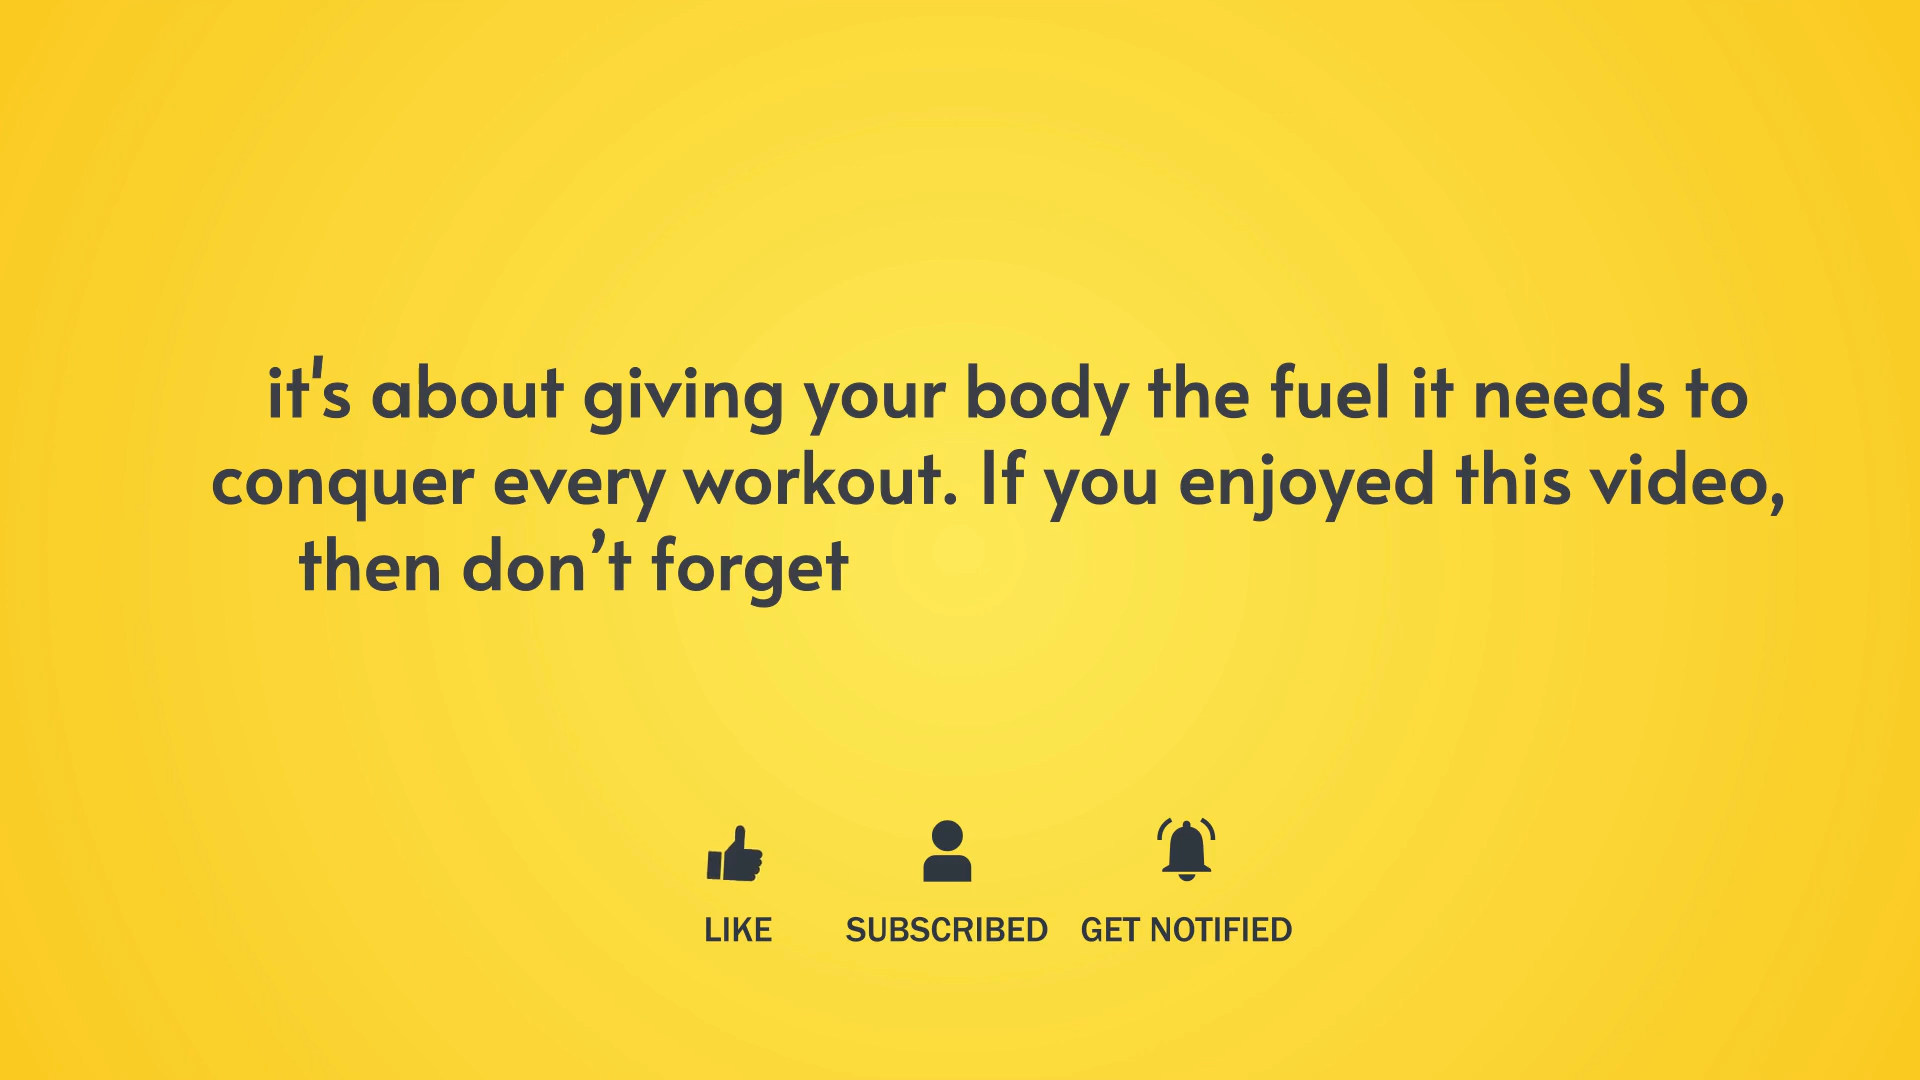 it's about giving your body the fuel it needs to
conquer every workout. If you enjoyed this video,
then don’t forget
LIKE SUBSCRIBED GET NOTIFIED